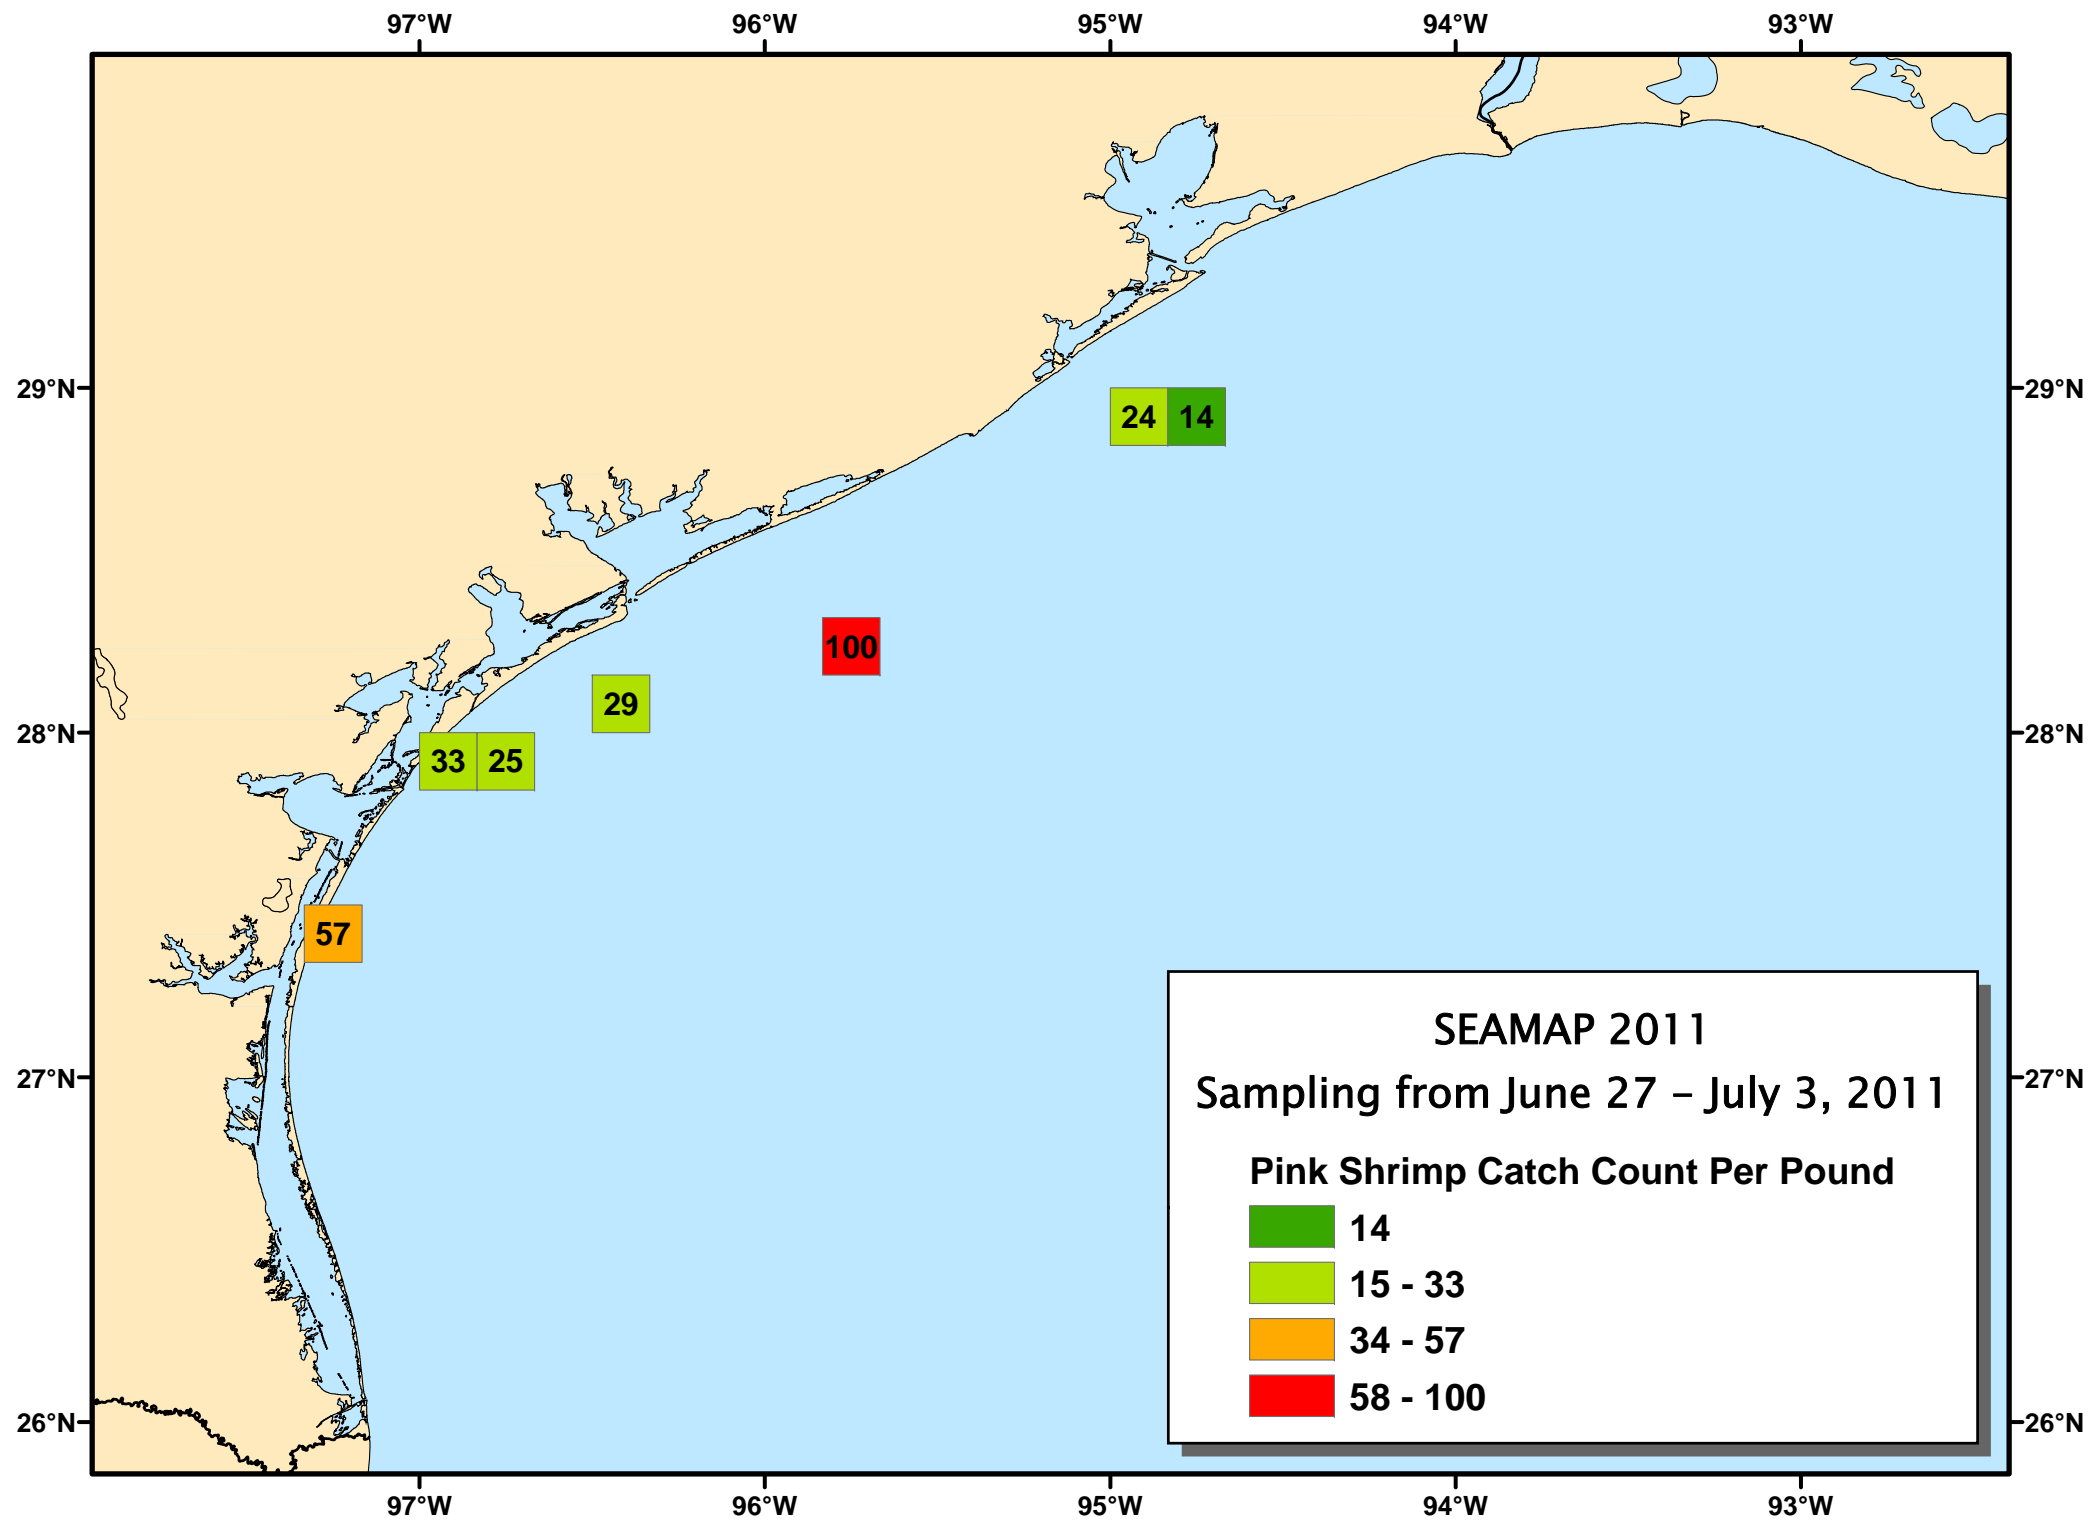 97°W 96°W 95°W 94°W 93°W
29°N 29°N
24 14
100
29
28°N 28°N
33 25
57
SEAMAP 2011
27°N 27°N
Sampling from June 27 – July 3, 2011
Pink Shrimp Catch Count Per Pound
14
15 - 33
34 - 57
58 - 100
26°N 26°N
97°W 96°W 95°W 94°W 93°W